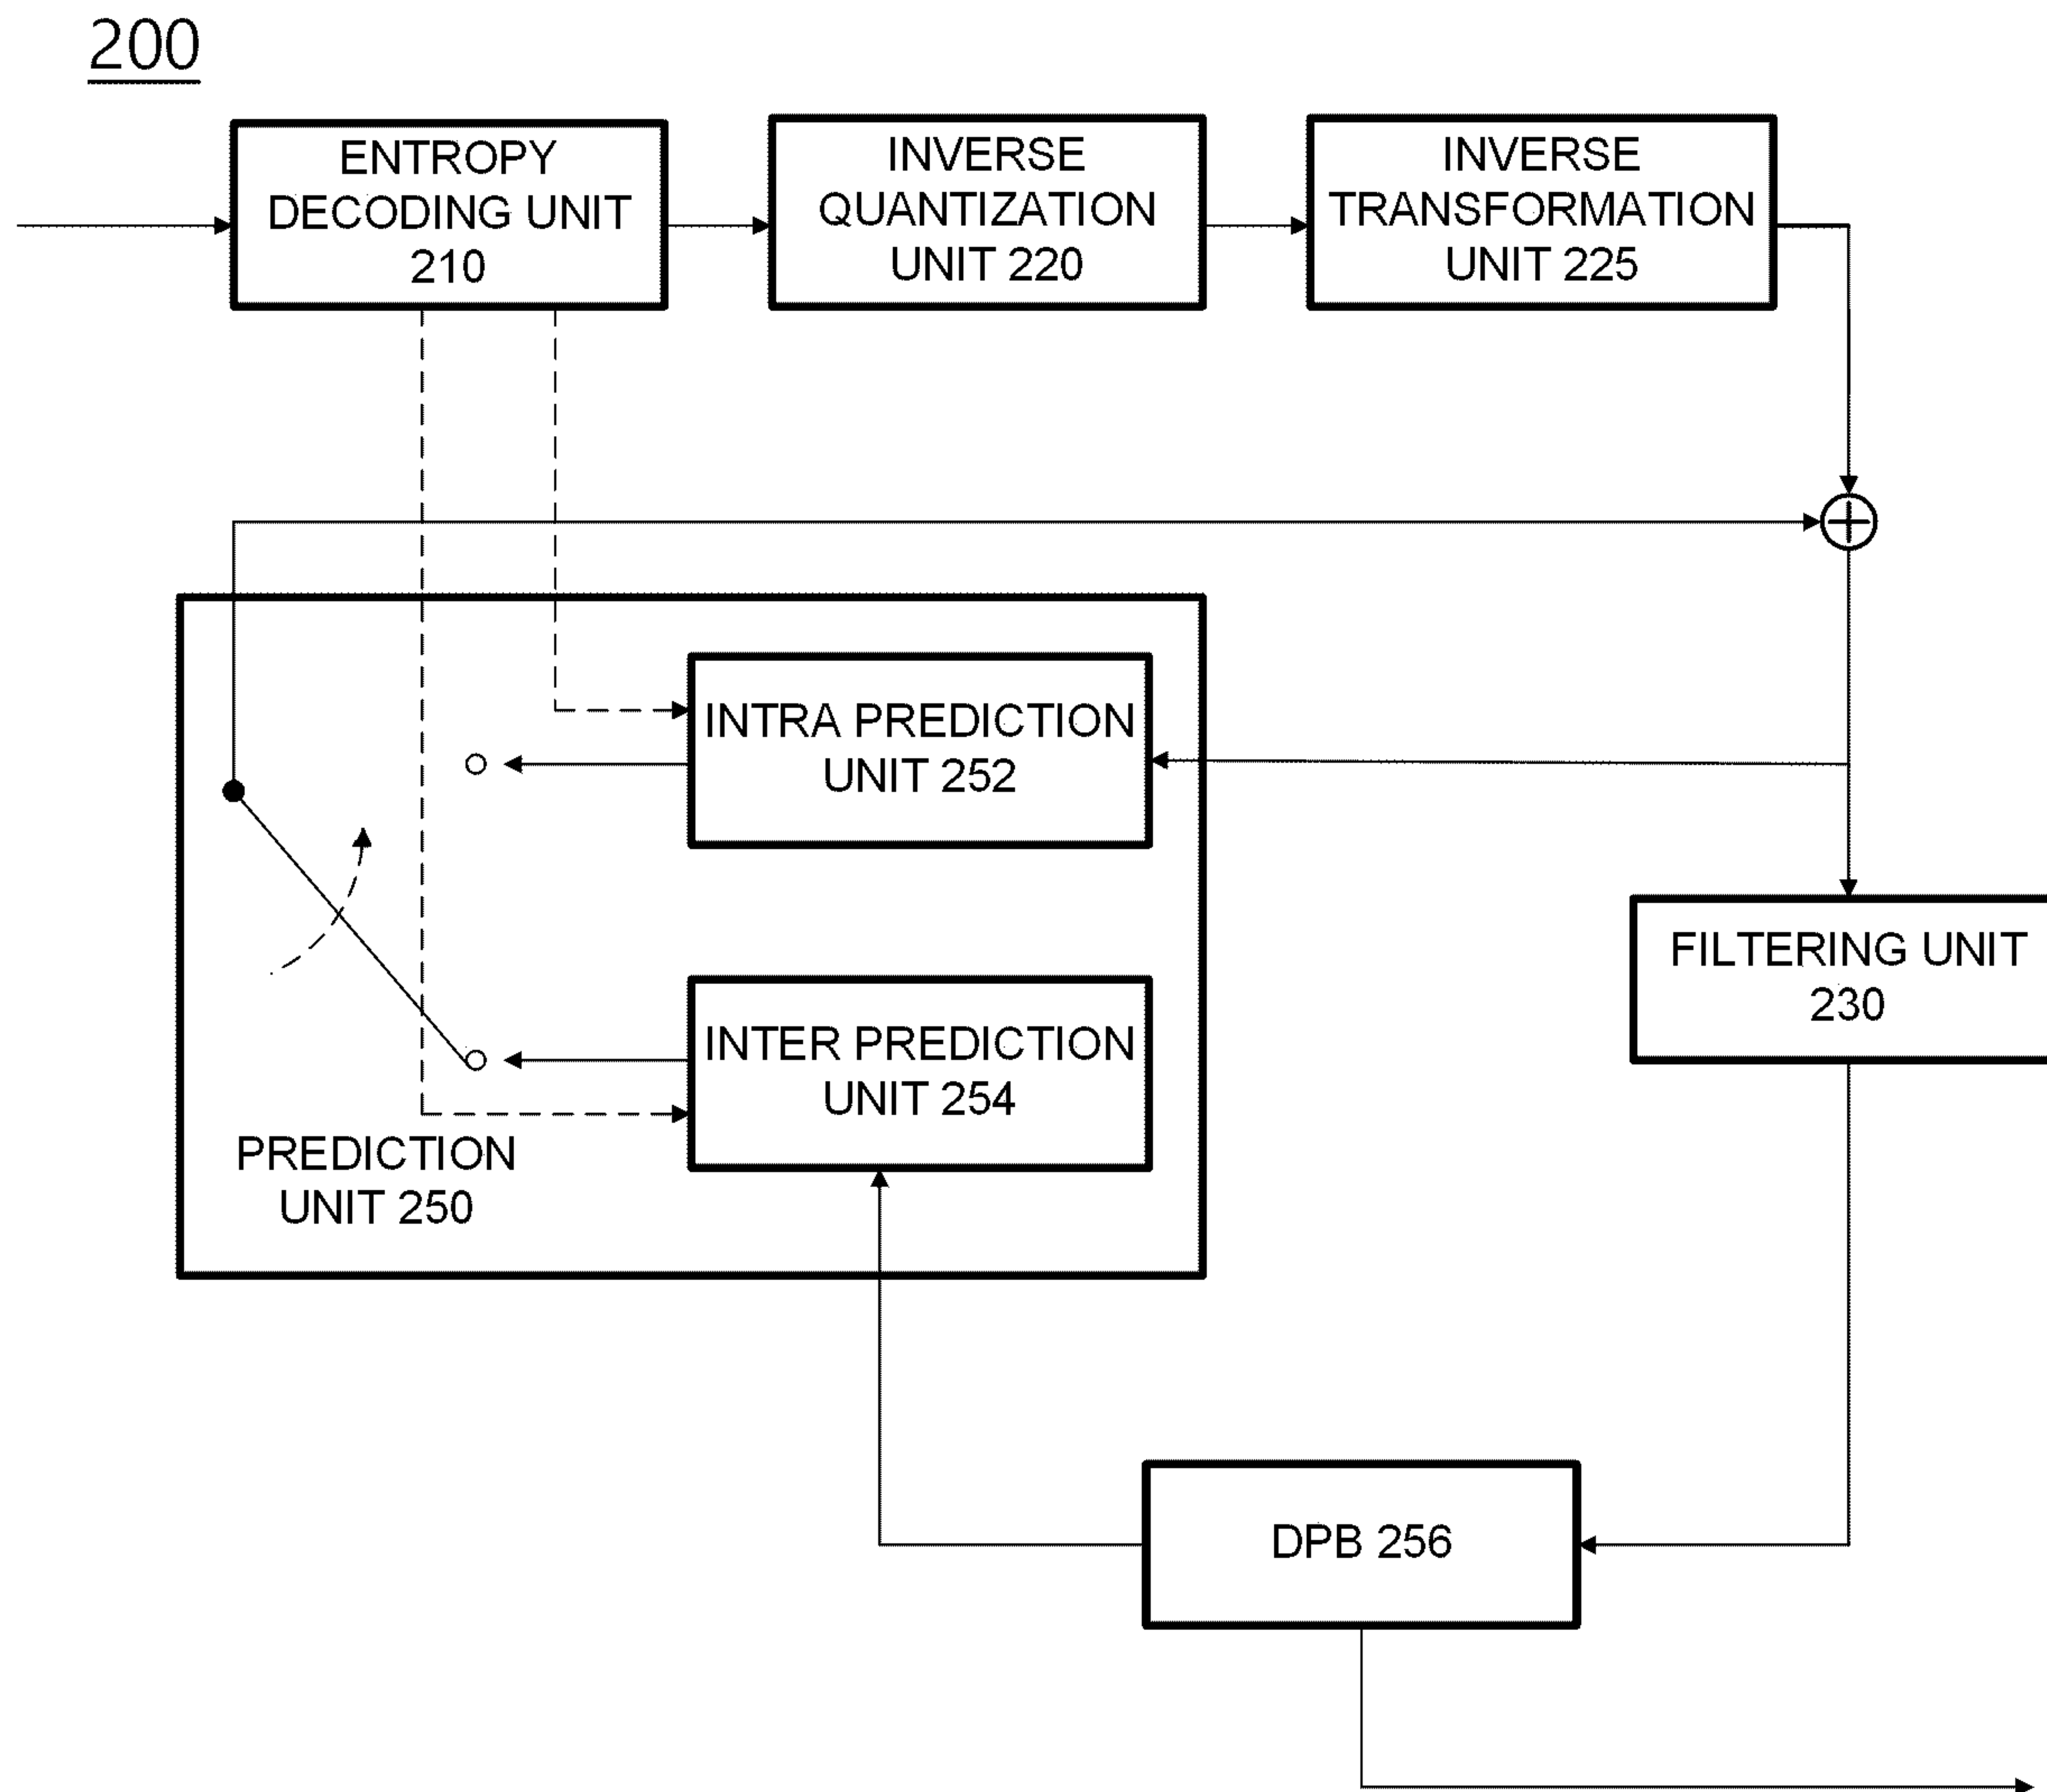 200
ENTROPY
DECODING UNIT
210
INVERSE
QUANTIZATION
UNIT 220
INVERSE
TRANSFORMATION
UNIT 225
INTRA PREDICTION
UNIT 252
FILTERING UNIT
230
INTER PREDICTION
UNIT 254
PREDICTION
UNIT 250
DPB 256